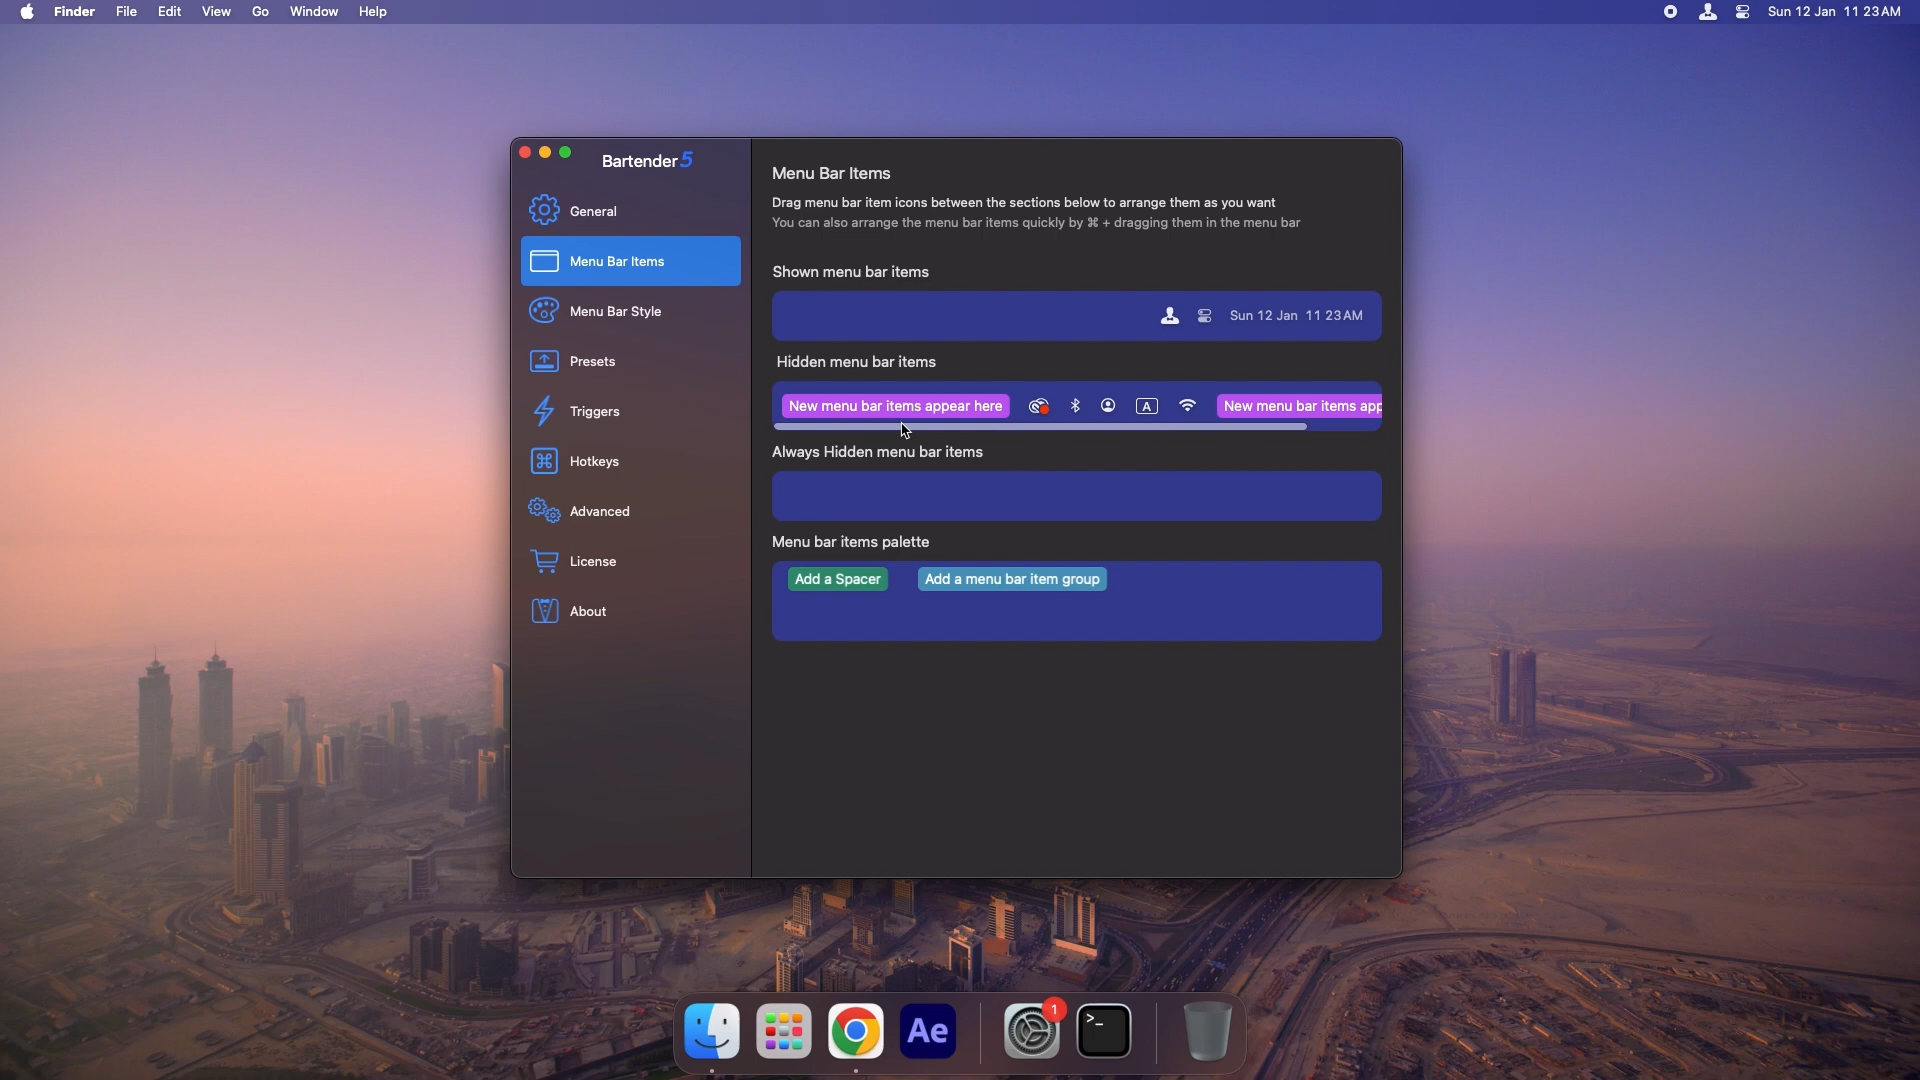 Finder File Edit View Go Window Help
Sun 12 Jan 11 23 AM
Bartender 5
General
Menu Bar Items
Menu Bar Style
Presets
Triggers
Hotkeys
Advanced
License
About
Menu Bar Items
Drag menu bar item icons between the sections below to arrange them as you want
You can also arrange the menu bar items quickly by ⌘ + dragging them in the menu bar
Shown menu bar items
Sun 12 Jan 11 23 AM
Hidden menu bar items
New menu bar items appear here A New menu bar items app
Always Hidden menu bar items
Menu bar items palette
Add a Spacer Add a menu bar item group
Ae 1 >_